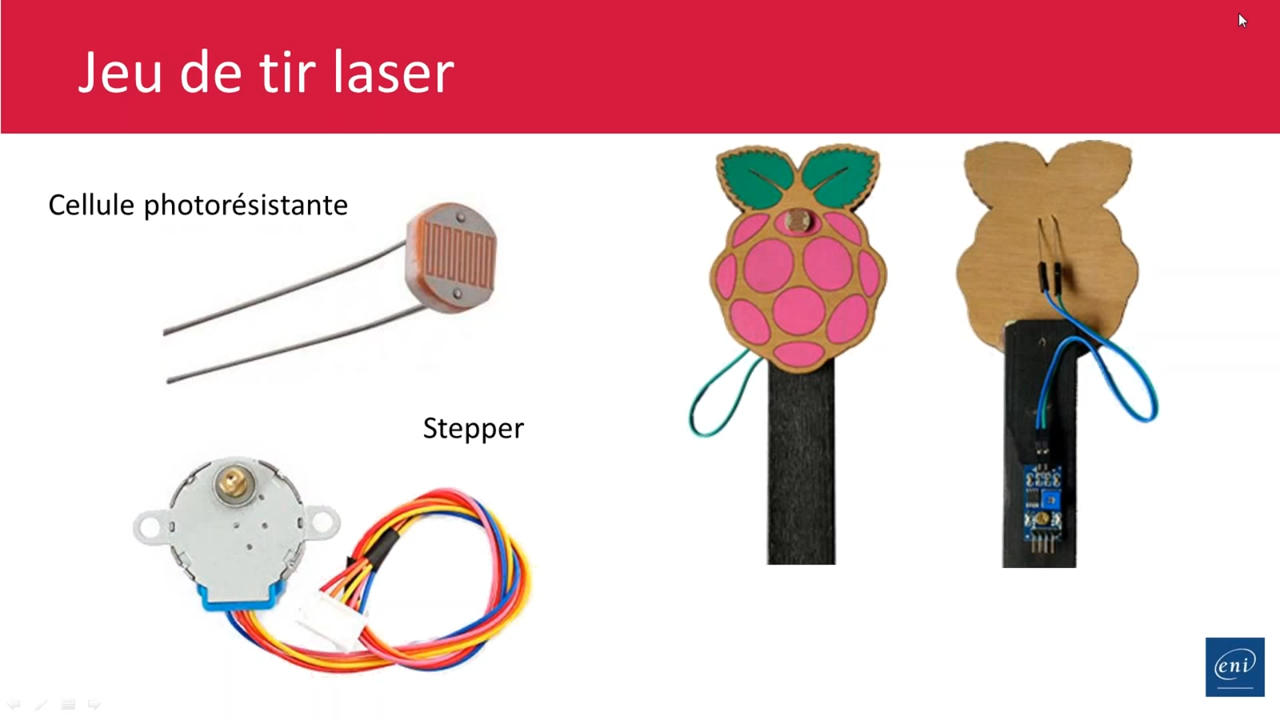 Jeu de tir laser
Cellule photorésistante
Stepper
eni